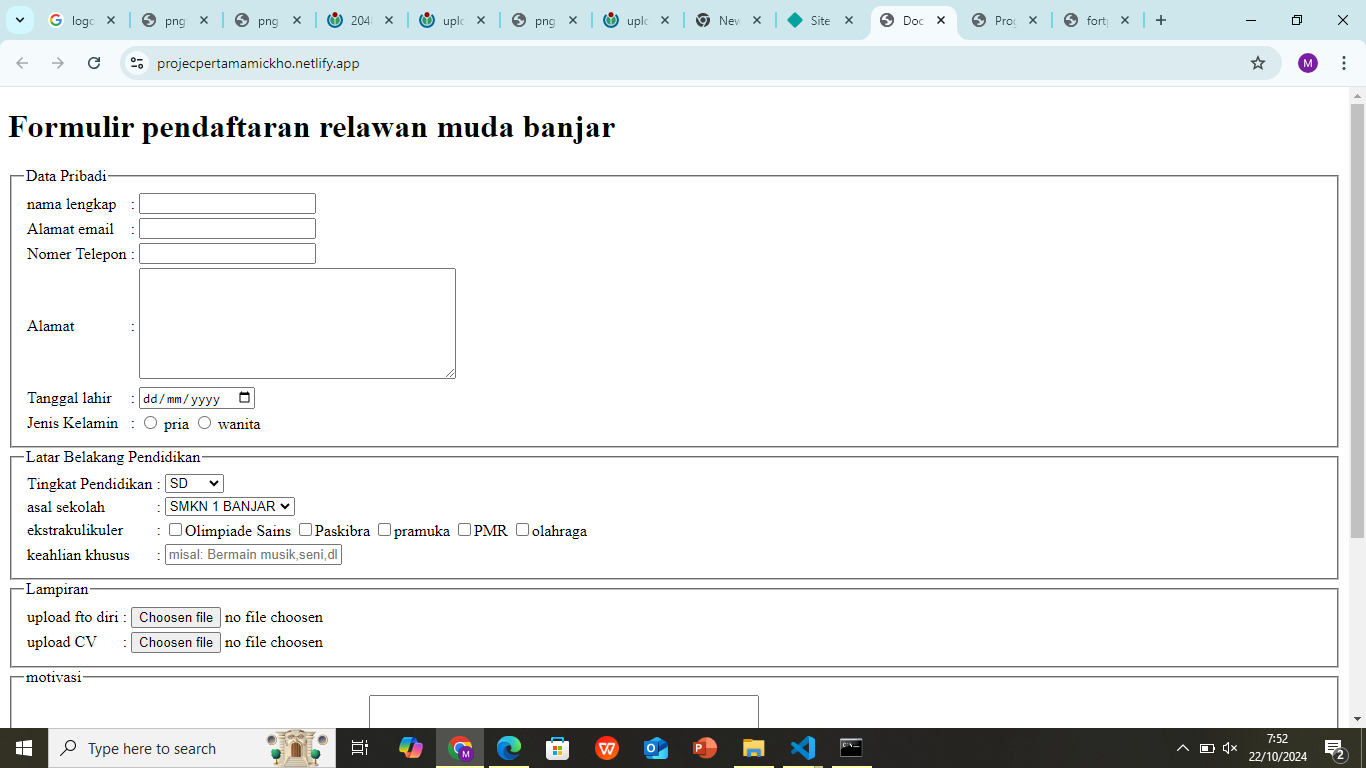 logo
png
png
204
uplo
png
uplo
New
Site
Doc
Prog
fort
projecpertamamickho.netlify.app
M
Formulir pendaftaran relawan muda banjar
Data Pribadi
nama lengkap :
Alamat email :
Nomer Telepon :
Alamat :
Tanggal lahir : dd/mm/yyyy
Jenis Kelamin : pria wanita
Latar Belakang Pendidikan
Tingkat Pendidikan : SD
asal sekolah : SMKN 1 BANJAR
ekstrakulikuler : Olimpiade Sains Paskibra pramuka PMR olahraga
keahlian khusus : misal: Bermain musik,seni,dl
Lampiran
upload fto diri : Choosen file no file choosen
upload CV : Choosen file no file choosen
motivasi
Type here to search
7:52
22/10/2024
2